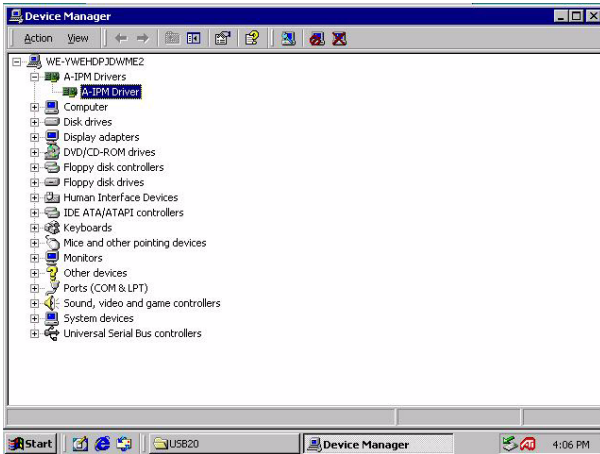 Device Manager
Action View
WE-YWEHDPJDWME2
A-IPM Drivers
A-IPM Driver
Computer
Disk drives
Display adapters
DVD/CD-ROM drives
Floppy disk controllers
Floppy disk drives
Human Interface Devices
IDE ATA/ATAPI controllers
Keyboards
Mice and other pointing devices
Monitors
Other devices
Ports (COM & LPT)
Sound, video and game controllers
System devices
Universal Serial Bus controllers
Start USB20 Device Manager 4:06 PM